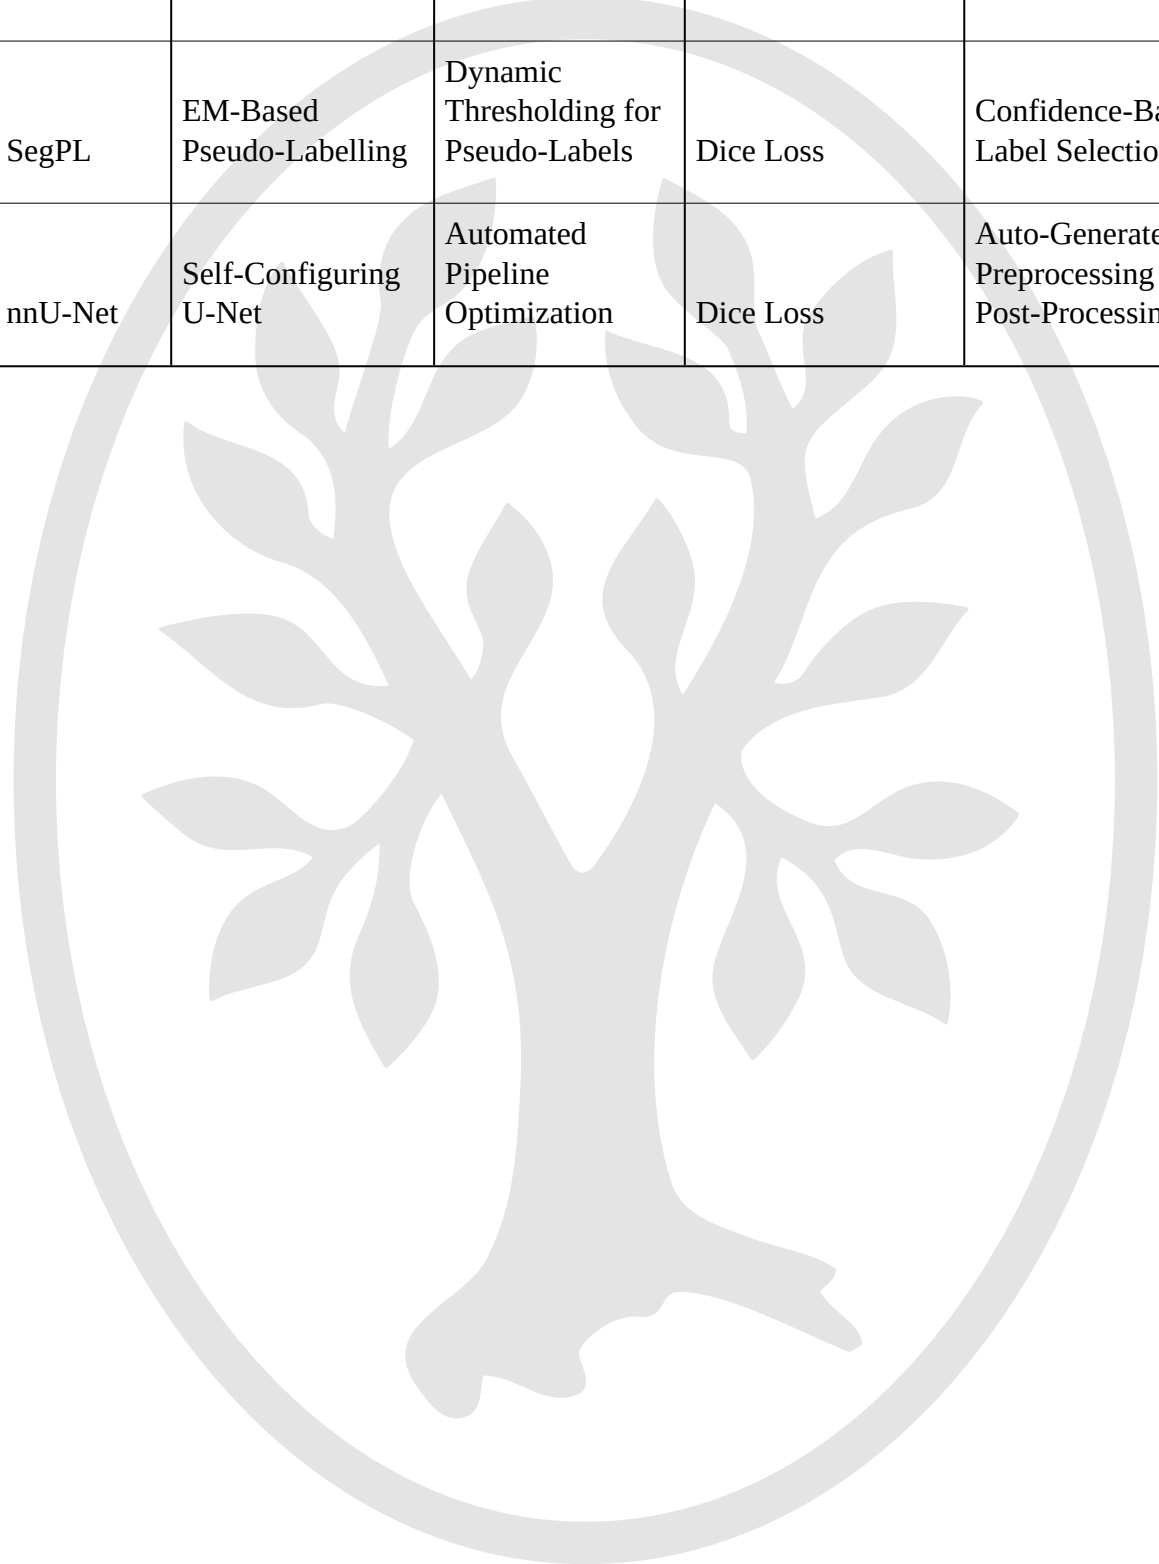 SegPL
EM-Based
Pseudo-Labelling
Dynamic
Thresholding for
Pseudo-Labels
Dice Loss
Confidence-Ba
Label Selectio
nnU-Net
Self-Configuring
U-Net
Automated
Pipeline
Optimization
Dice Loss
Auto-Generate
Preprocessing
Post-Processin